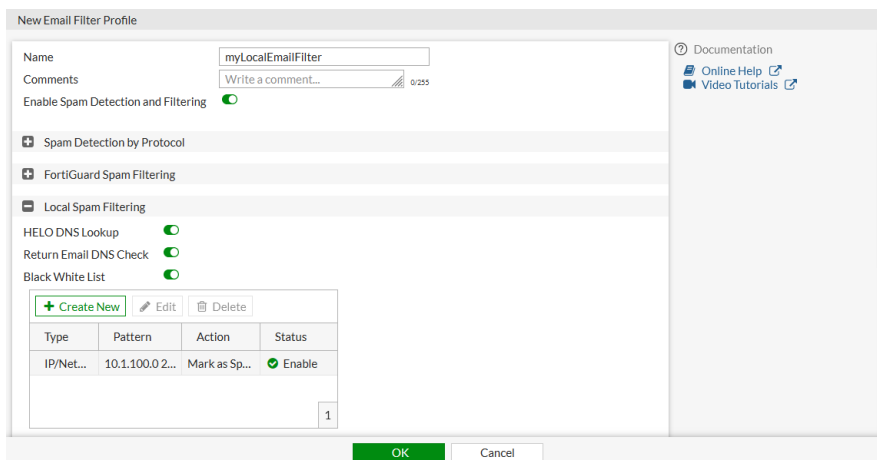 New Email Filter Profile
Name myLocalEmailFilter
Comments Write a comment... 0/255
Enable Spam Detection and Filtering
Spam Detection by Protocol
FortiGuard Spam Filtering
Local Spam Filtering
HELO DNS Lookup
Return Email DNS Check
Black White List
Create New Edit Delete
Type Pattern Action Status
IP/Net... 10.1.100.0 2... Mark as Sp... Enable
1
OK Cancel
Documentation
Online Help
Video Tutorials